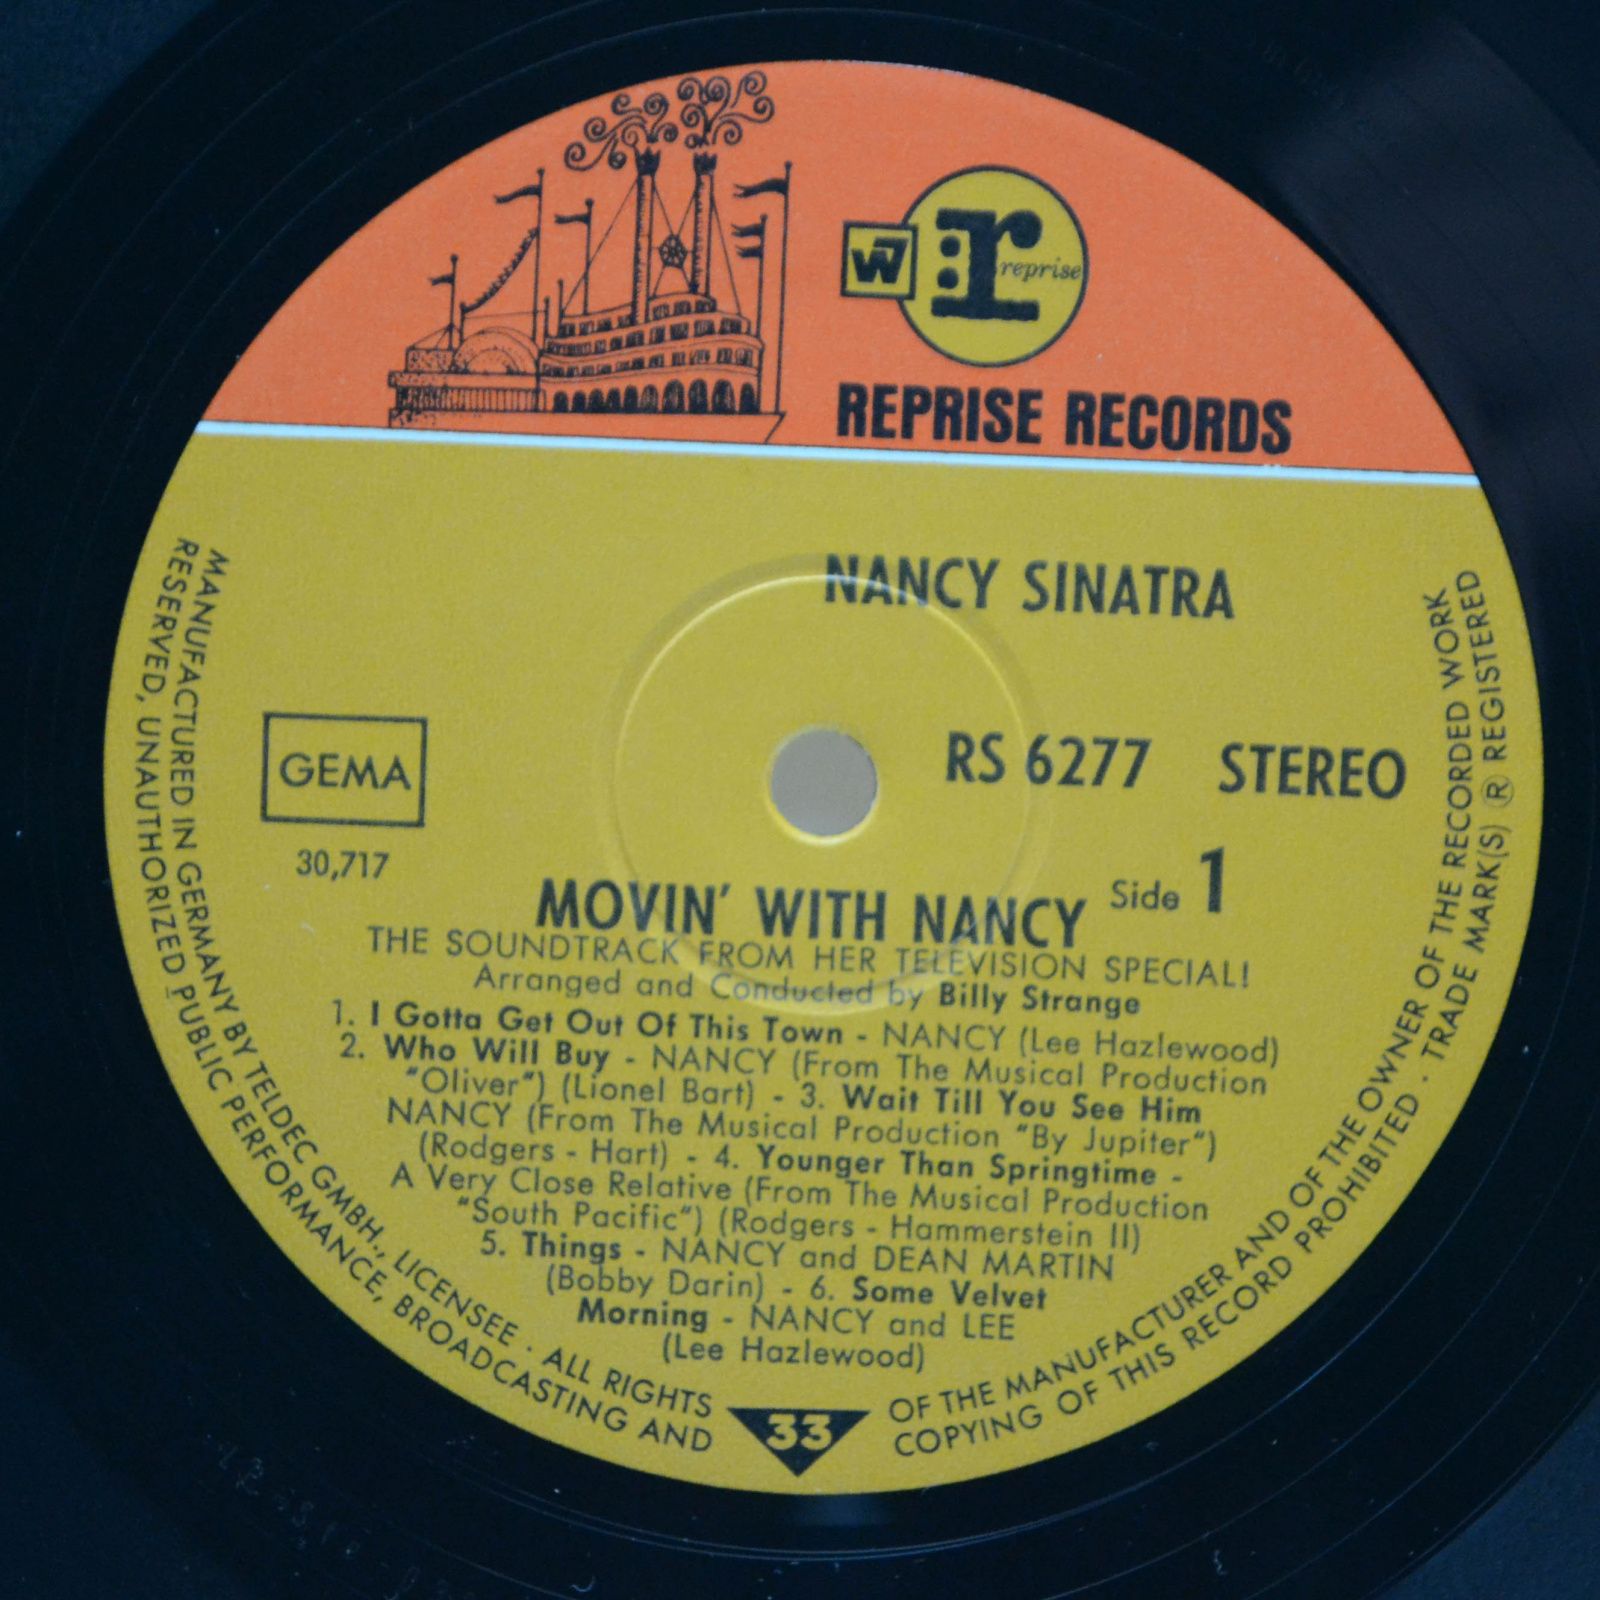 W7
r: reprise
REPRISE RECORDS
NANCY SINATRA
GEMA
RS 6277 STEREO
30,717
MOVIN' WITH NANCY Side 1
THE SOUNDTRACK FROM HER TELEVISION SPECIAL!
Arranged and Conducted by Billy Strange
1. I Gotta Get Out Of This Town - NANCY (Lee Hazlewood)
2. Who Will Buy - NANCY (From The Musical Production
"Oliver") (Lionel Bart) - 3. Wait Till You See Him
NANCY (From The Musical Production "By Jupiter")
(Rodgers - Hart) - 4. Younger Than Springtime -
A Very Close Relative (From The Musical Production
"South Pacific") (Rodgers - Hammerstein II)
5. Things - NANCY and DEAN MARTIN
(Bobby Darin) - 6. Some Velvet
Morning - NANCY and LEE
(Lee Hazlewood)
33
MANUFACTURED IN GERMANY BY TELDEC GMBH., LICENSEE . ALL RIGHTS OF THE MANUFACTURER AND OF THE OWNER OF THE RECORDED WORK
RESERVED, UNAUTHORIZED PUBLIC PERFORMANCE, BROADCASTING AND COPYING OF THIS RECORD PROHIBITED · TRADE MARK(S) ® REGISTERED